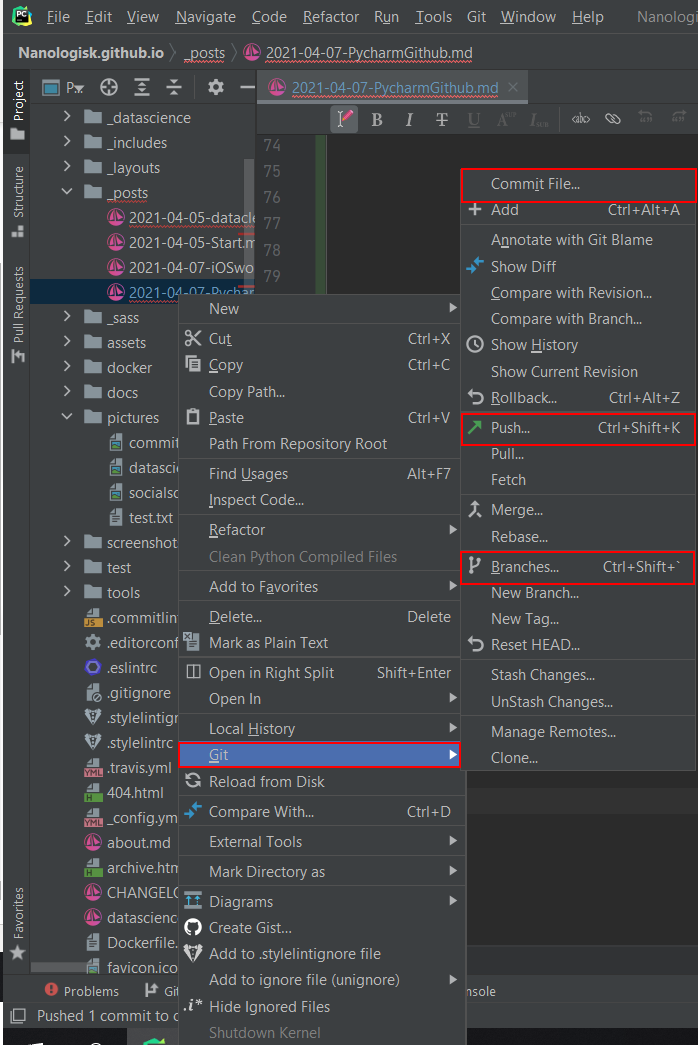 PC File Edit View Navigate Code Refactor Run Tools Git Window Help Nanologi
Nanologisk.github.io _posts 2021-04-07-PycharmGithub.md
Project
Structure
Pull Requests
Favorites
P
2021-04-07-PycharmGithub.md
B I T U A <ab>
74
75
76
77
78
79
_datascience
_includes
_layouts
_posts
2021-04-05-datacle
2021-04-05-Start.m
2021-04-07-iOSwo
2021-04-07-Pychar
_sass
assets
docker
docs
pictures
commit
datascie
socialsc
test.txt
screenshot
test
tools
.commitlin
.editorconf
.eslintrc
.gitignore
.stylelintign
.stylelintrc
.travis.yml
404.html
_config.ym
about.md
archive.htm
CHANGELO
datascience
Dockerfile.
favicon.ico
New
Cut Ctrl+X
Copy Ctrl+C
Copy Path...
Paste Ctrl+V
Path From Repository Root
Find Usages Alt+F7
Inspect Code...
Refactor
Clean Python Compiled Files
Add to Favorites
Delete... Delete
Mark as Plain Text
Open in Right Split Shift+Enter
Open In
Local History
Git
Reload from Disk
Compare With... Ctrl+D
External Tools
Mark Directory as
Diagrams
Create Gist...
Add to .stylelintignore file
Add to ignore file (unignore)
.i* Hide Ignored Files
Shutdown Kernel
Commit File...
Add Ctrl+Alt+A
Annotate with Git Blame
Show Diff
Compare with Revision...
Compare with Branch...
Show History
Show Current Revision
Rollback... Ctrl+Alt+Z
Push... Ctrl+Shift+K
Pull...
Fetch
Merge...
Rebase...
Branches... Ctrl+Shift+`
New Branch...
New Tag...
Reset HEAD...
Stash Changes...
UnStash Changes...
Manage Remotes...
Clone...
Problems Git nsole
Pushed 1 commit to o